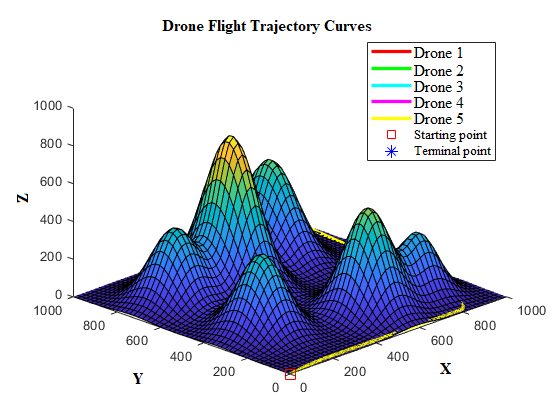 Drone Flight Trajectory Curves
Drone 1
Drone 2
Drone 3
Drone 4
Drone 5
Starting point
Terminal point
1000
800
600
400
200
0
Z
1000
800
600
400
200
0
Y
0
200
400
600
800
1000
X